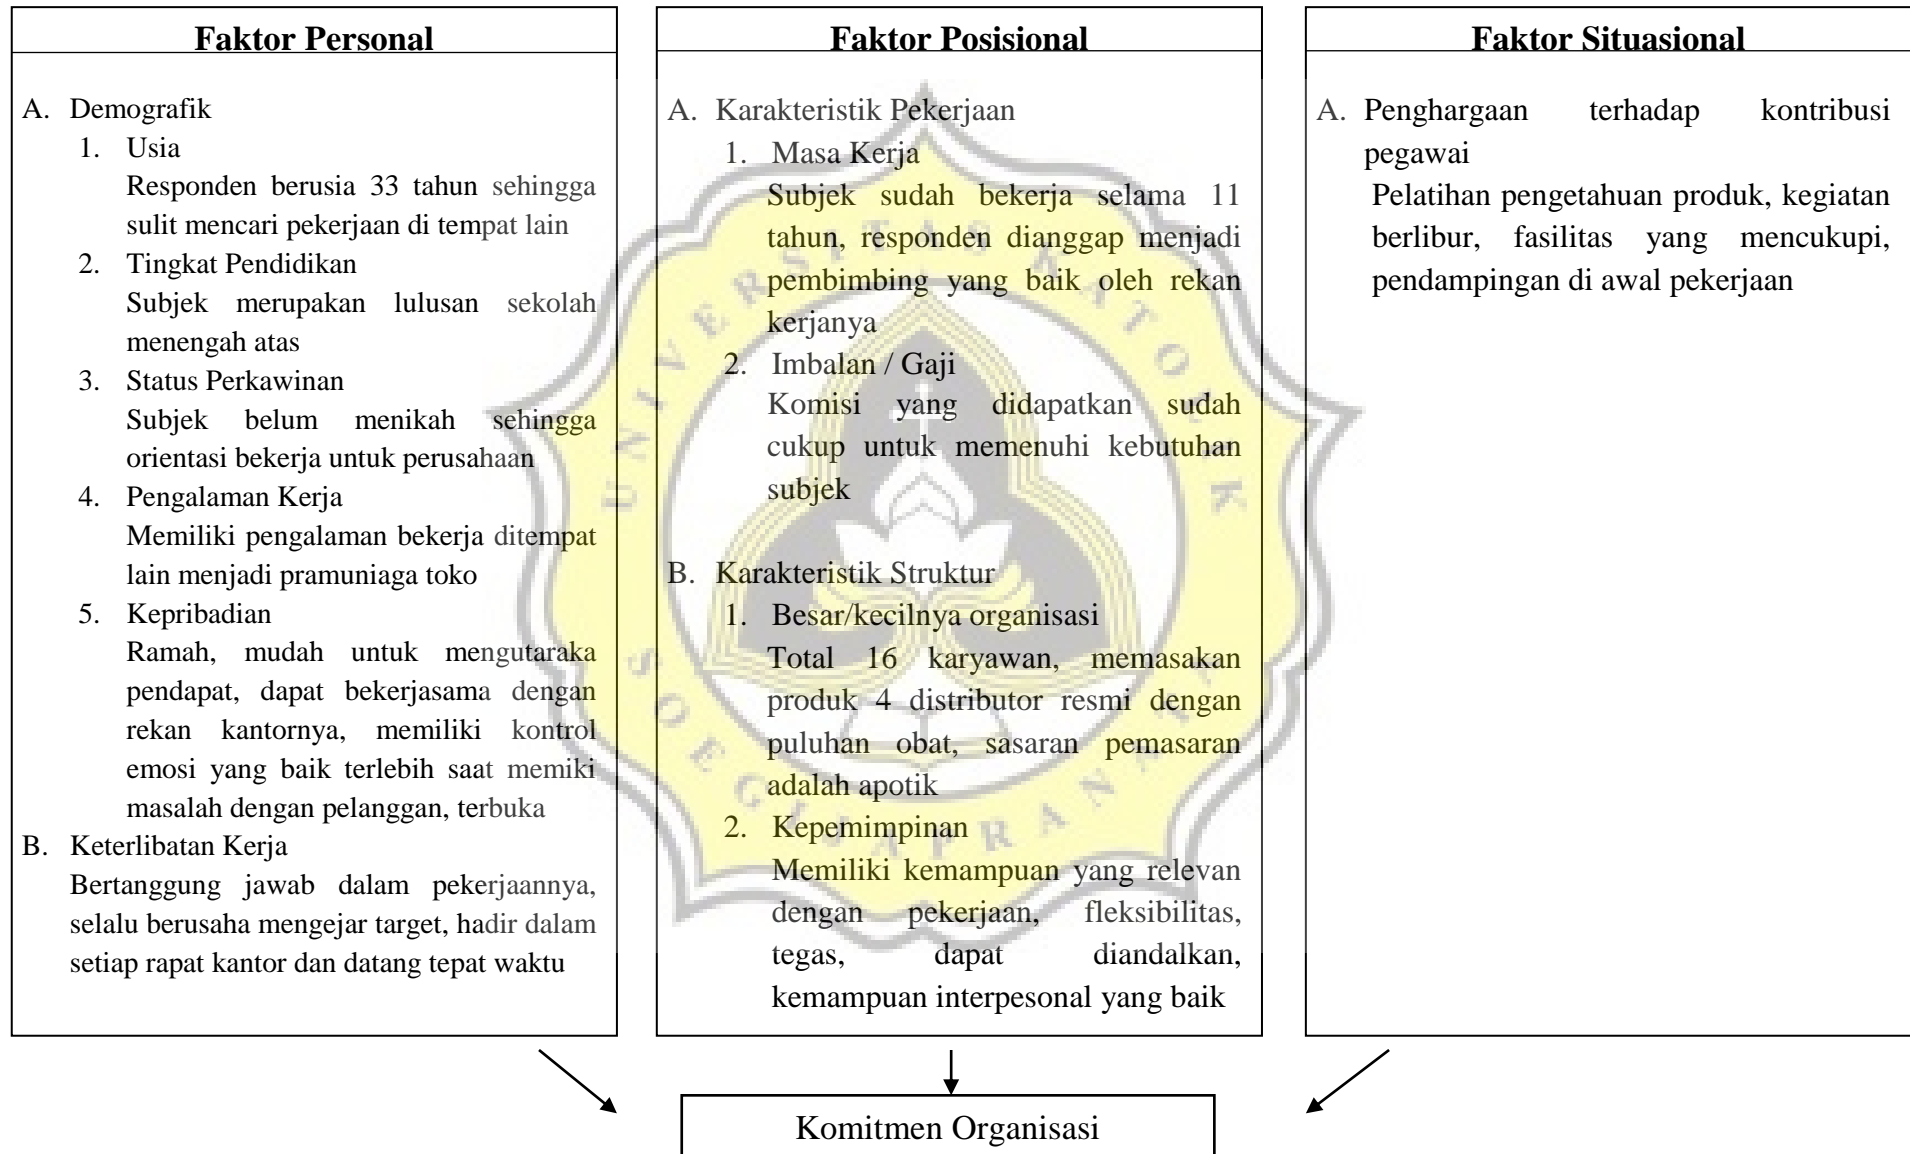 Faktor Personal
A. Demografik
1. Usia
Responden berusia 33 tahun sehingga
sulit mencari pekerjaan di tempat lain
2. Tingkat Pendidikan
Subjek merupakan lulusan sekolah
menengah atas
3. Status Perkawinan
Subjek belum menikah sehingga
orientasi bekerja untuk perusahaan
4. Pengalaman Kerja
Memiliki pengalaman bekerja ditempat
lain menjadi pramuniaga toko
5. Kepribadian
Ramah, mudah untuk mengutaraka
pendapat, dapat bekerjasama dengan
rekan kantornya, memiliki kontrol
emosi yang baik terlebih saat memiki
masalah dengan pelanggan, terbuka
B. Keterlibatan Kerja
Bertanggung jawab dalam pekerjaannya,
selalu berusaha mengejar target, hadir dalam
setiap rapat kantor dan datang tepat waktu
Faktor Posisional
A. Karakteristik Pekerjaan
1. Masa Kerja
Subjek sudah bekerja selama 11
tahun, responden dianggap menjadi
pembimbing yang baik oleh rekan
kerjanya
2. Imbalan / Gaji
Komisi yang didapatkan sudah
cukup untuk memenuhi kebutuhan
subjek
B. Karakteristik Struktur
1. Besar/kecilnya organisasi
Total 16 karyawan, memasakan
produk 4 distributor resmi dengan
puluhan obat, sasaran pemasaran
adalah apotik
2. Kepemimpinan
Memiliki kemampuan yang relevan
dengan pekerjaan, fleksibilitas,
tegas, dapat diandalkan,
kemampuan interpesonal yang baik
Faktor Situasional
A. Penghargaan terhadap kontribusi
pegawai
Pelatihan pengetahuan produk, kegiatan
berlibur, fasilitas yang mencukupi,
pendampingan di awal pekerjaan
Komitmen Organisasi
UNIVERSITAS KATOLIK
SOEGIJAPRANATA